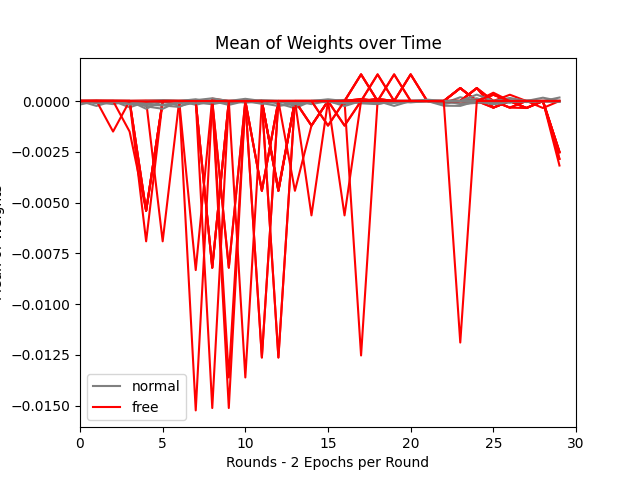 Mean of Weights over Time
0.0000
−0.0025
−0.0050
−0.0075
−0.0100
−0.0125
−0.0150
normal
free
0 5 10 15 20 25 30
Rounds - 2 Epochs per Round